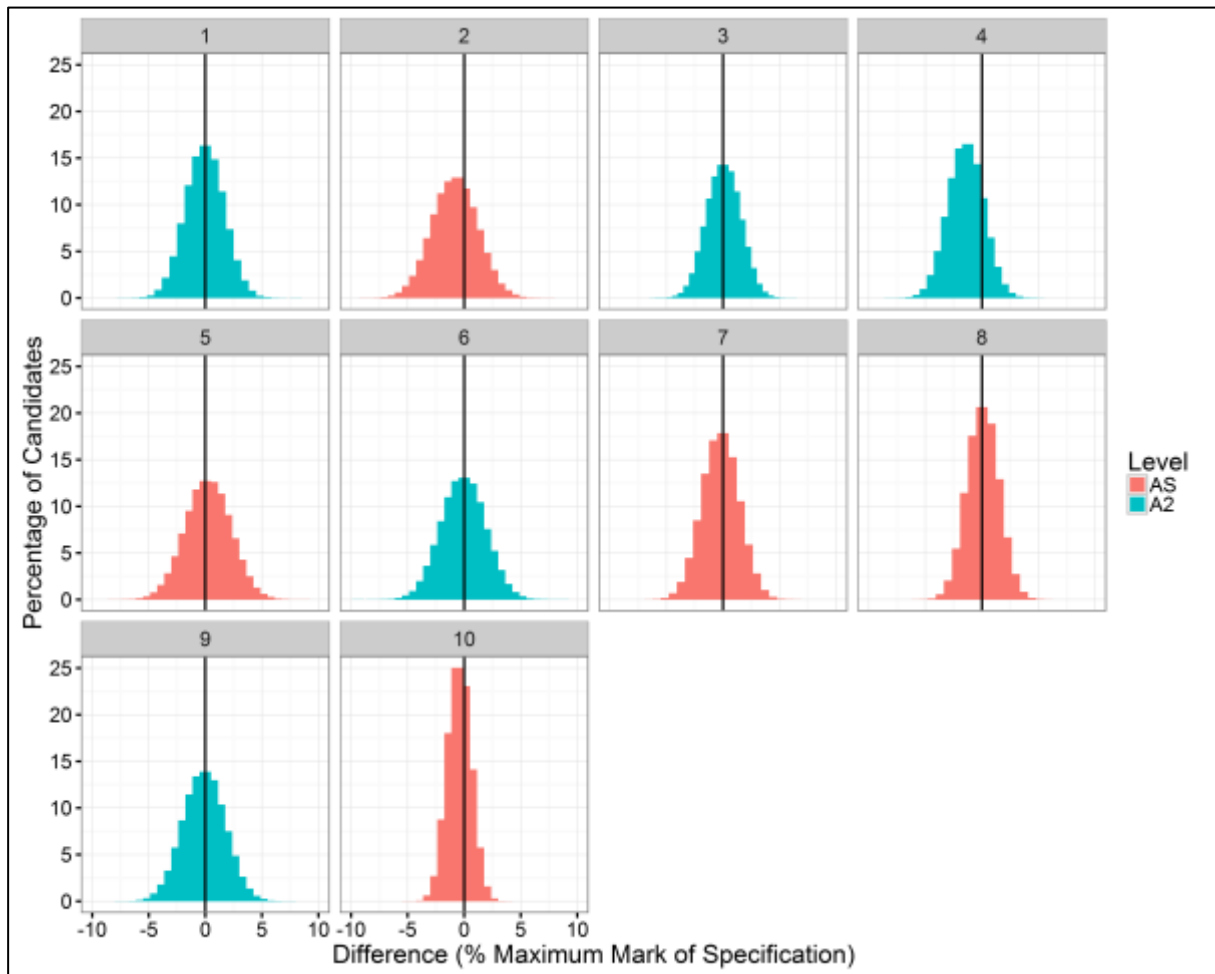 1 2 3 4
25
20
15
10
5
0
5 6 7 8
25
20
15
10
5
0
9 10
25
20
15
10
5
0
-10 -5 0 5 10 -10 -5 0 5 10
Percentage of Candidates
Difference (% Maximum Mark of Specification)
Level
AS
A2